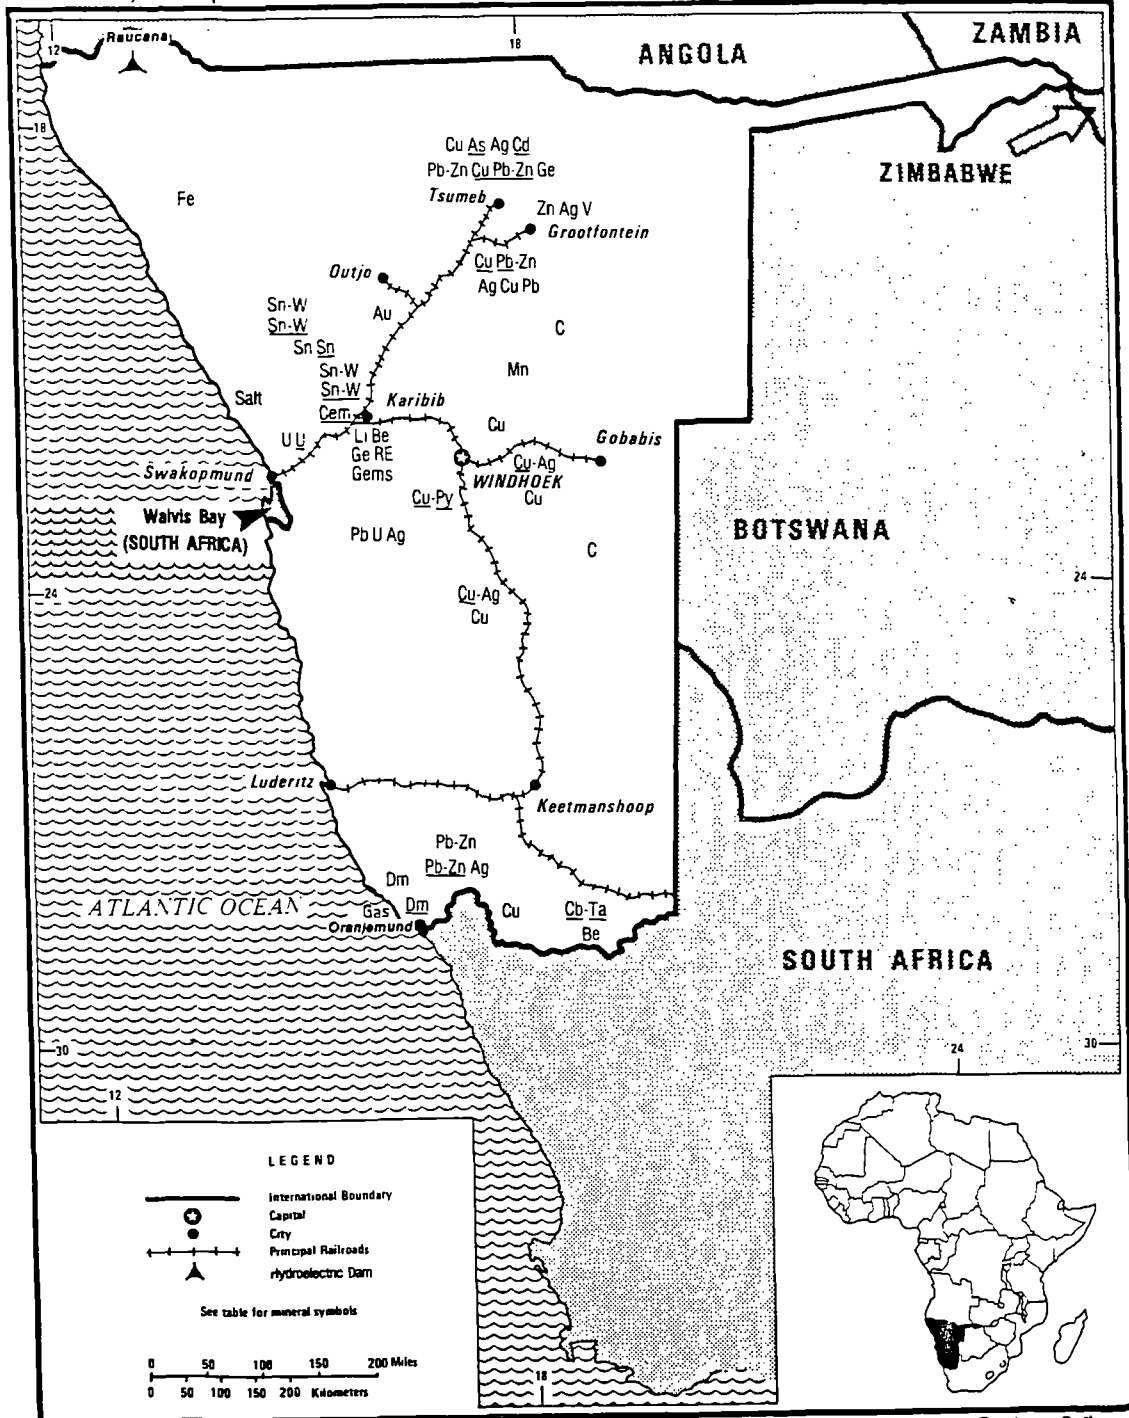 12
Raucana
18
ANGOLA
ZAMBIA
18
ZIMBABWE
Cu As Ag Cd
Pb-Zn Cu Pb-Zn Ge
Tsumeb
Fe
Zn Ag V
Grootfontein
Outjo
Cu Pb-Zn
Ag Cu Pb
Sn-W
Sn-W
Au
C
Sn Sn
Sn-W
Mn
Sn-W
Salt
Karibib
Cem
Cu
U U
Li Be
Gobabis
Ge RE
Cu-Ag
Gems
Swakopmund
WINDHOEK
Cu-Py
Cu
Walvis Bay
(SOUTH AFRICA)
Pb U Ag
BOTSWANA
C
24
24
Cu-Ag
Cu
Luderitz
Keetmanshoop
Pb-Zn
Pb-Zn Ag
Dm
ATLANTIC OCEAN
Gas
Dm
Cu
Cb-Ta
Oranjemund
Be
SOUTH AFRICA
30
24
30
12
LEGEND
International Boundary
Capital
City
Principal Railroads
Hydroelectric Dam
See table for mineral symbols
0 50 100 150 200 Miles
0 50 100 150 200 Kilometers
18